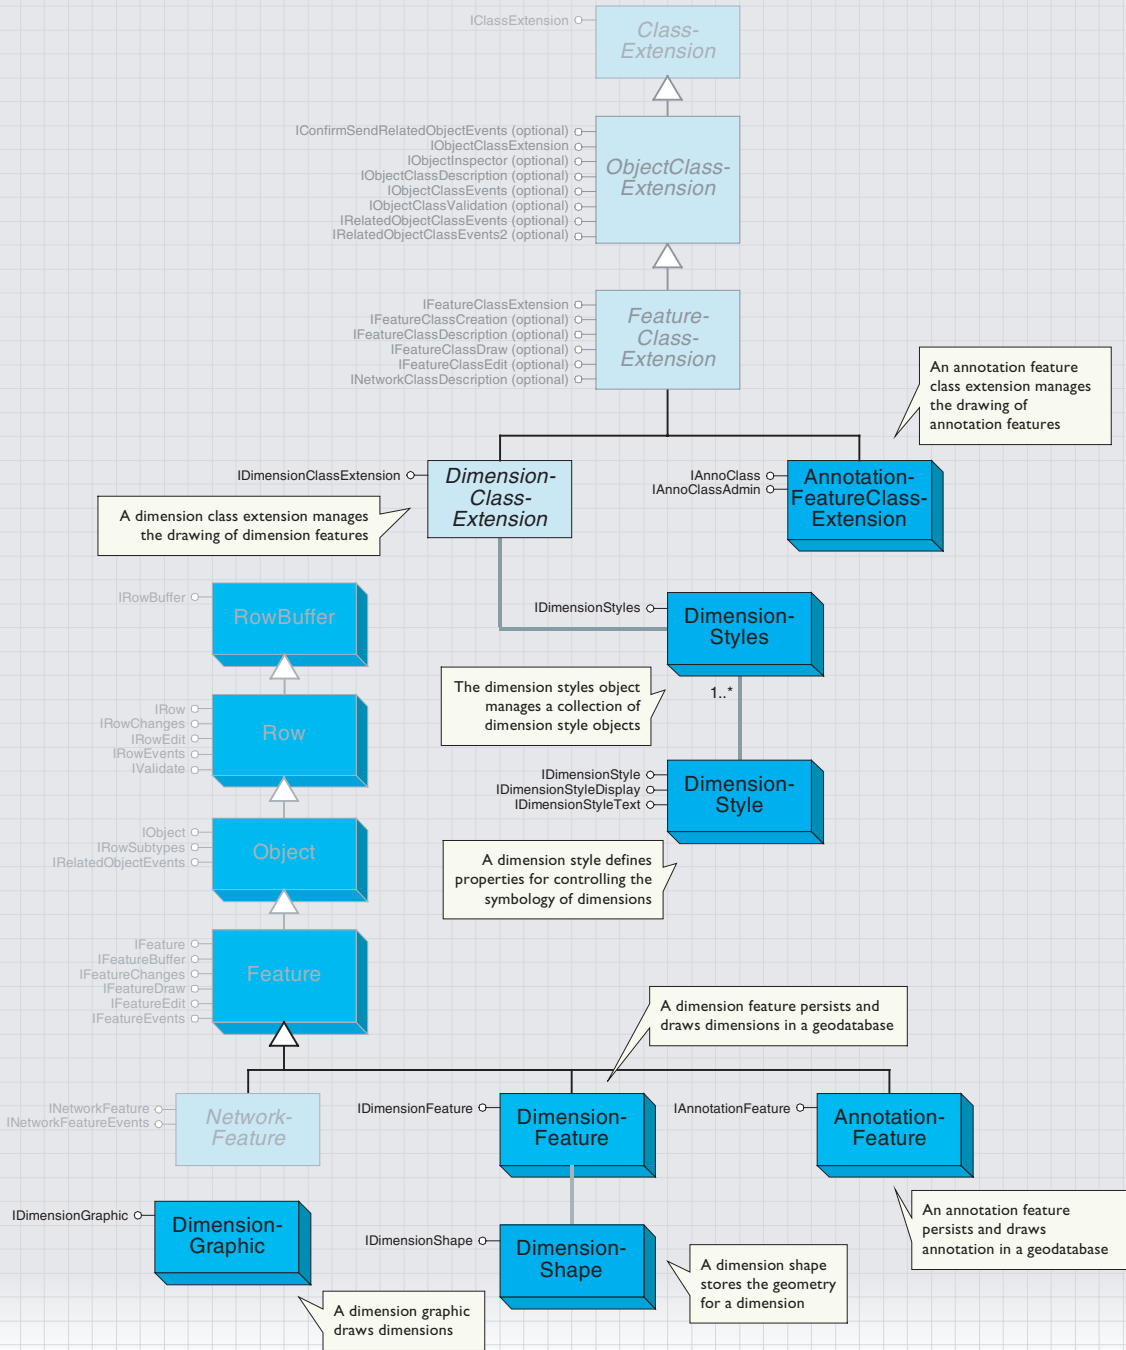 IClassExtension
Class-
Extension
IConfirmSendRelatedObjectEvents (optional)
IObjectClassExtension
IObjectInspector (optional)
IObjectClassDescription (optional)
IObjectClassEvents (optional)
IObjectClassValidation (optional)
IRelatedObjectClassEvents (optional)
IRelatedObjectClassEvents2 (optional)
ObjectClass-
Extension
IFeatureClassExtension
IFeatureClassCreation (optional)
IFeatureClassDescription (optional)
IFeatureClassDraw (optional)
IFeatureClassEdit (optional)
INetworkClassDescription (optional)
Feature-
Class-
Extension
An annotation feature
class extension manages
the drawing of
annotation features
IDimensionClassExtension
Dimension-
Class-
Extension
IAnnoClass
IAnnoClassAdmin
Annotation-
FeatureClass-
Extension
A dimension class extension manages
the drawing of dimension features
IRowBuffer
RowBuffer
IDimensionStyles
Dimension-
Styles
The dimension styles object
manages a collection of
dimension style objects
1..*
IRow
IRowChanges
IRowEdit
IRowEvents
IValidate
Row
IDimensionStyle
IDimensionStyleDisplay
IDimensionStyleText
Dimension-
Style
IObject
IRowSubtypes
IRelatedObjectEvents
Object
A dimension style defines
properties for controlling the
symbology of dimensions
IFeature
IFeatureBuffer
IFeatureChanges
IFeatureDraw
IFeatureEdit
IFeatureEvents
Feature
A dimension feature persists and
draws dimensions in a geodatabase
INetworkFeature
INetworkFeatureEvents
Network-
Feature
IDimensionFeature
Dimension-
Feature
IAnnotationFeature
Annotation-
Feature
IDimensionGraphic
Dimension-
Graphic
IDimensionShape
Dimension-
Shape
An annotation feature
persists and draws
annotation in a geodatabase
A dimension shape
stores the geometry
for a dimension
A dimension graphic
draws dimensions